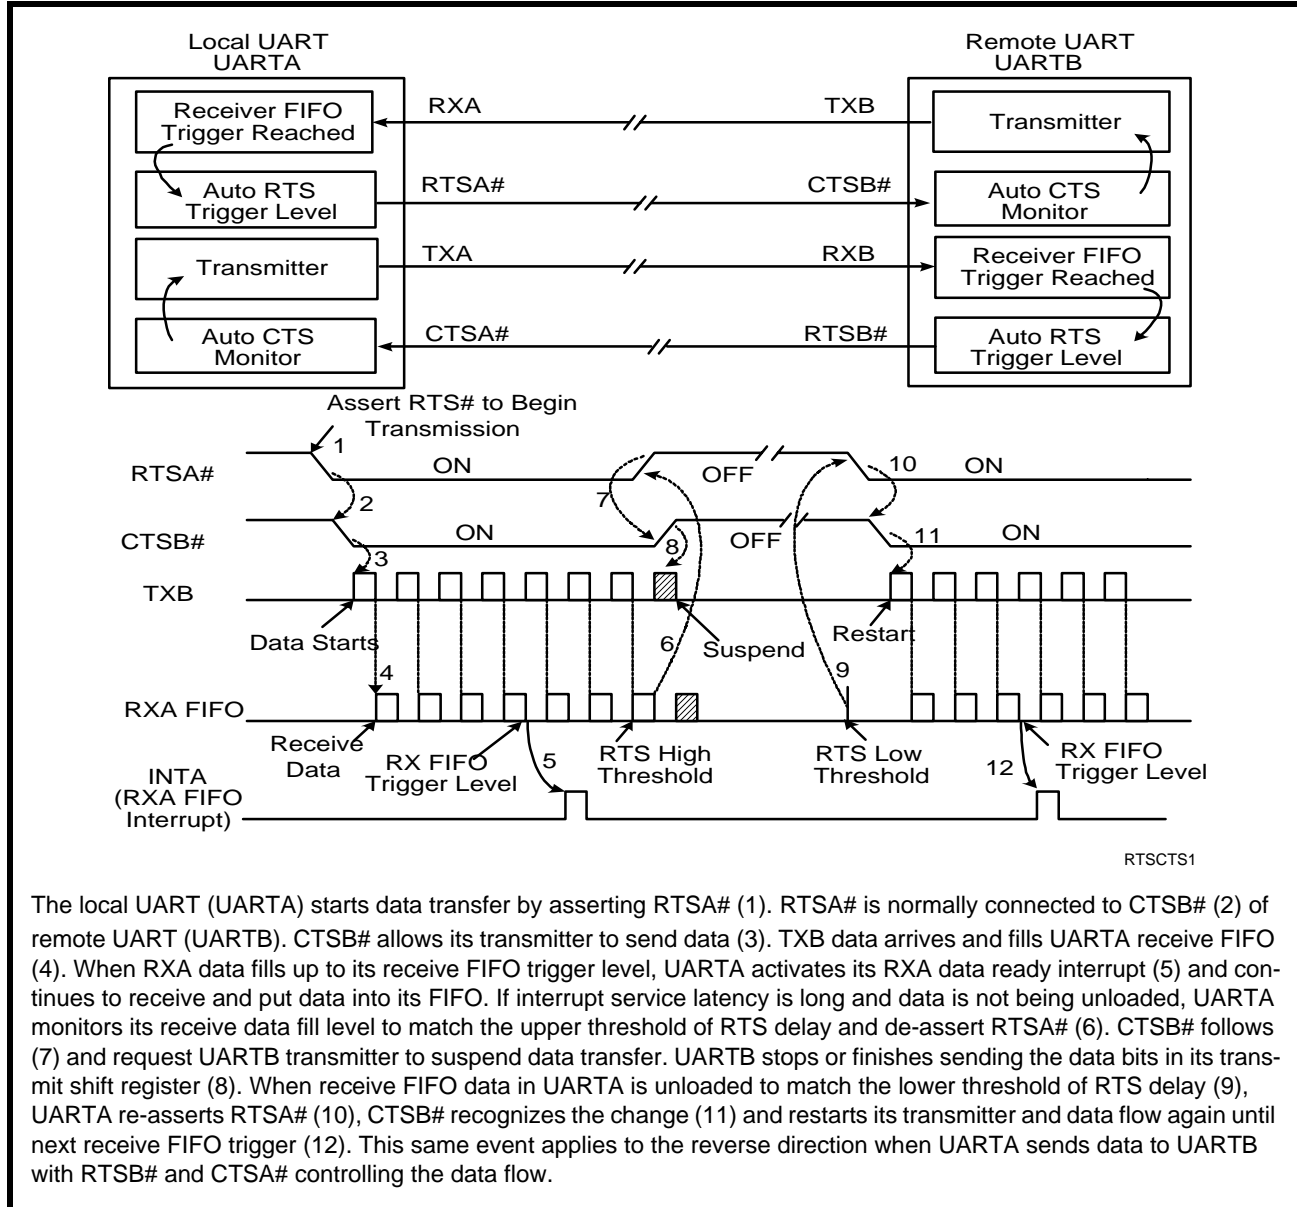 Local UART
UARTA
Remote UART
UARTB
Receiver FIFO
Trigger Reached
RXA
TXB
Transmitter
Auto RTS
Trigger Level
RTSA#
CTSB#
Auto CTS
Monitor
Transmitter
TXA
RXB
Receiver FIFO
Trigger Reached
Auto CTS
Monitor
CTSA#
RTSB#
Auto RTS
Trigger Level
Assert RTS# to Begin
Transmission
1
RTSA#
ON
OFF
10
ON
2
7
CTSB#
ON
OFF
11
ON
3
8
TXB
Data Starts
Suspend
Restart
4
6
9
RXA FIFO
Receive
Data
RX FIFO
Trigger Level
5
RTS High
Threshold
RTS Low
Threshold
12
RX FIFO
Trigger Level
INTA
(RXA FIFO
Interrupt)
RTSCTS1
The local UART (UARTA) starts data transfer by asserting RTSA# (1). RTSA# is normally connected to CTSB# (2) of
remote UART (UARTB). CTSB# allows its transmitter to send data (3). TXB data arrives and fills UARTA receive FIFO
(4). When RXA data fills up to its receive FIFO trigger level, UARTA activates its RXA data ready interrupt (5) and con-
tinues to receive and put data into its FIFO. If interrupt service latency is long and data is not being unloaded, UARTA
monitors its receive data fill level to match the upper threshold of RTS delay and de-assert RTSA# (6). CTSB# follows
(7) and request UARTB transmitter to suspend data transfer. UARTB stops or finishes sending the data bits in its trans-
mit shift register (8). When receive FIFO data in UARTA is unloaded to match the lower threshold of RTS delay (9),
UARTA re-asserts RTSA# (10), CTSB# recognizes the change (11) and restarts its transmitter and data flow again until
next receive FIFO trigger (12). This same event applies to the reverse direction when UARTA sends data to UARTB
with RTSB# and CTSA# controlling the data flow.